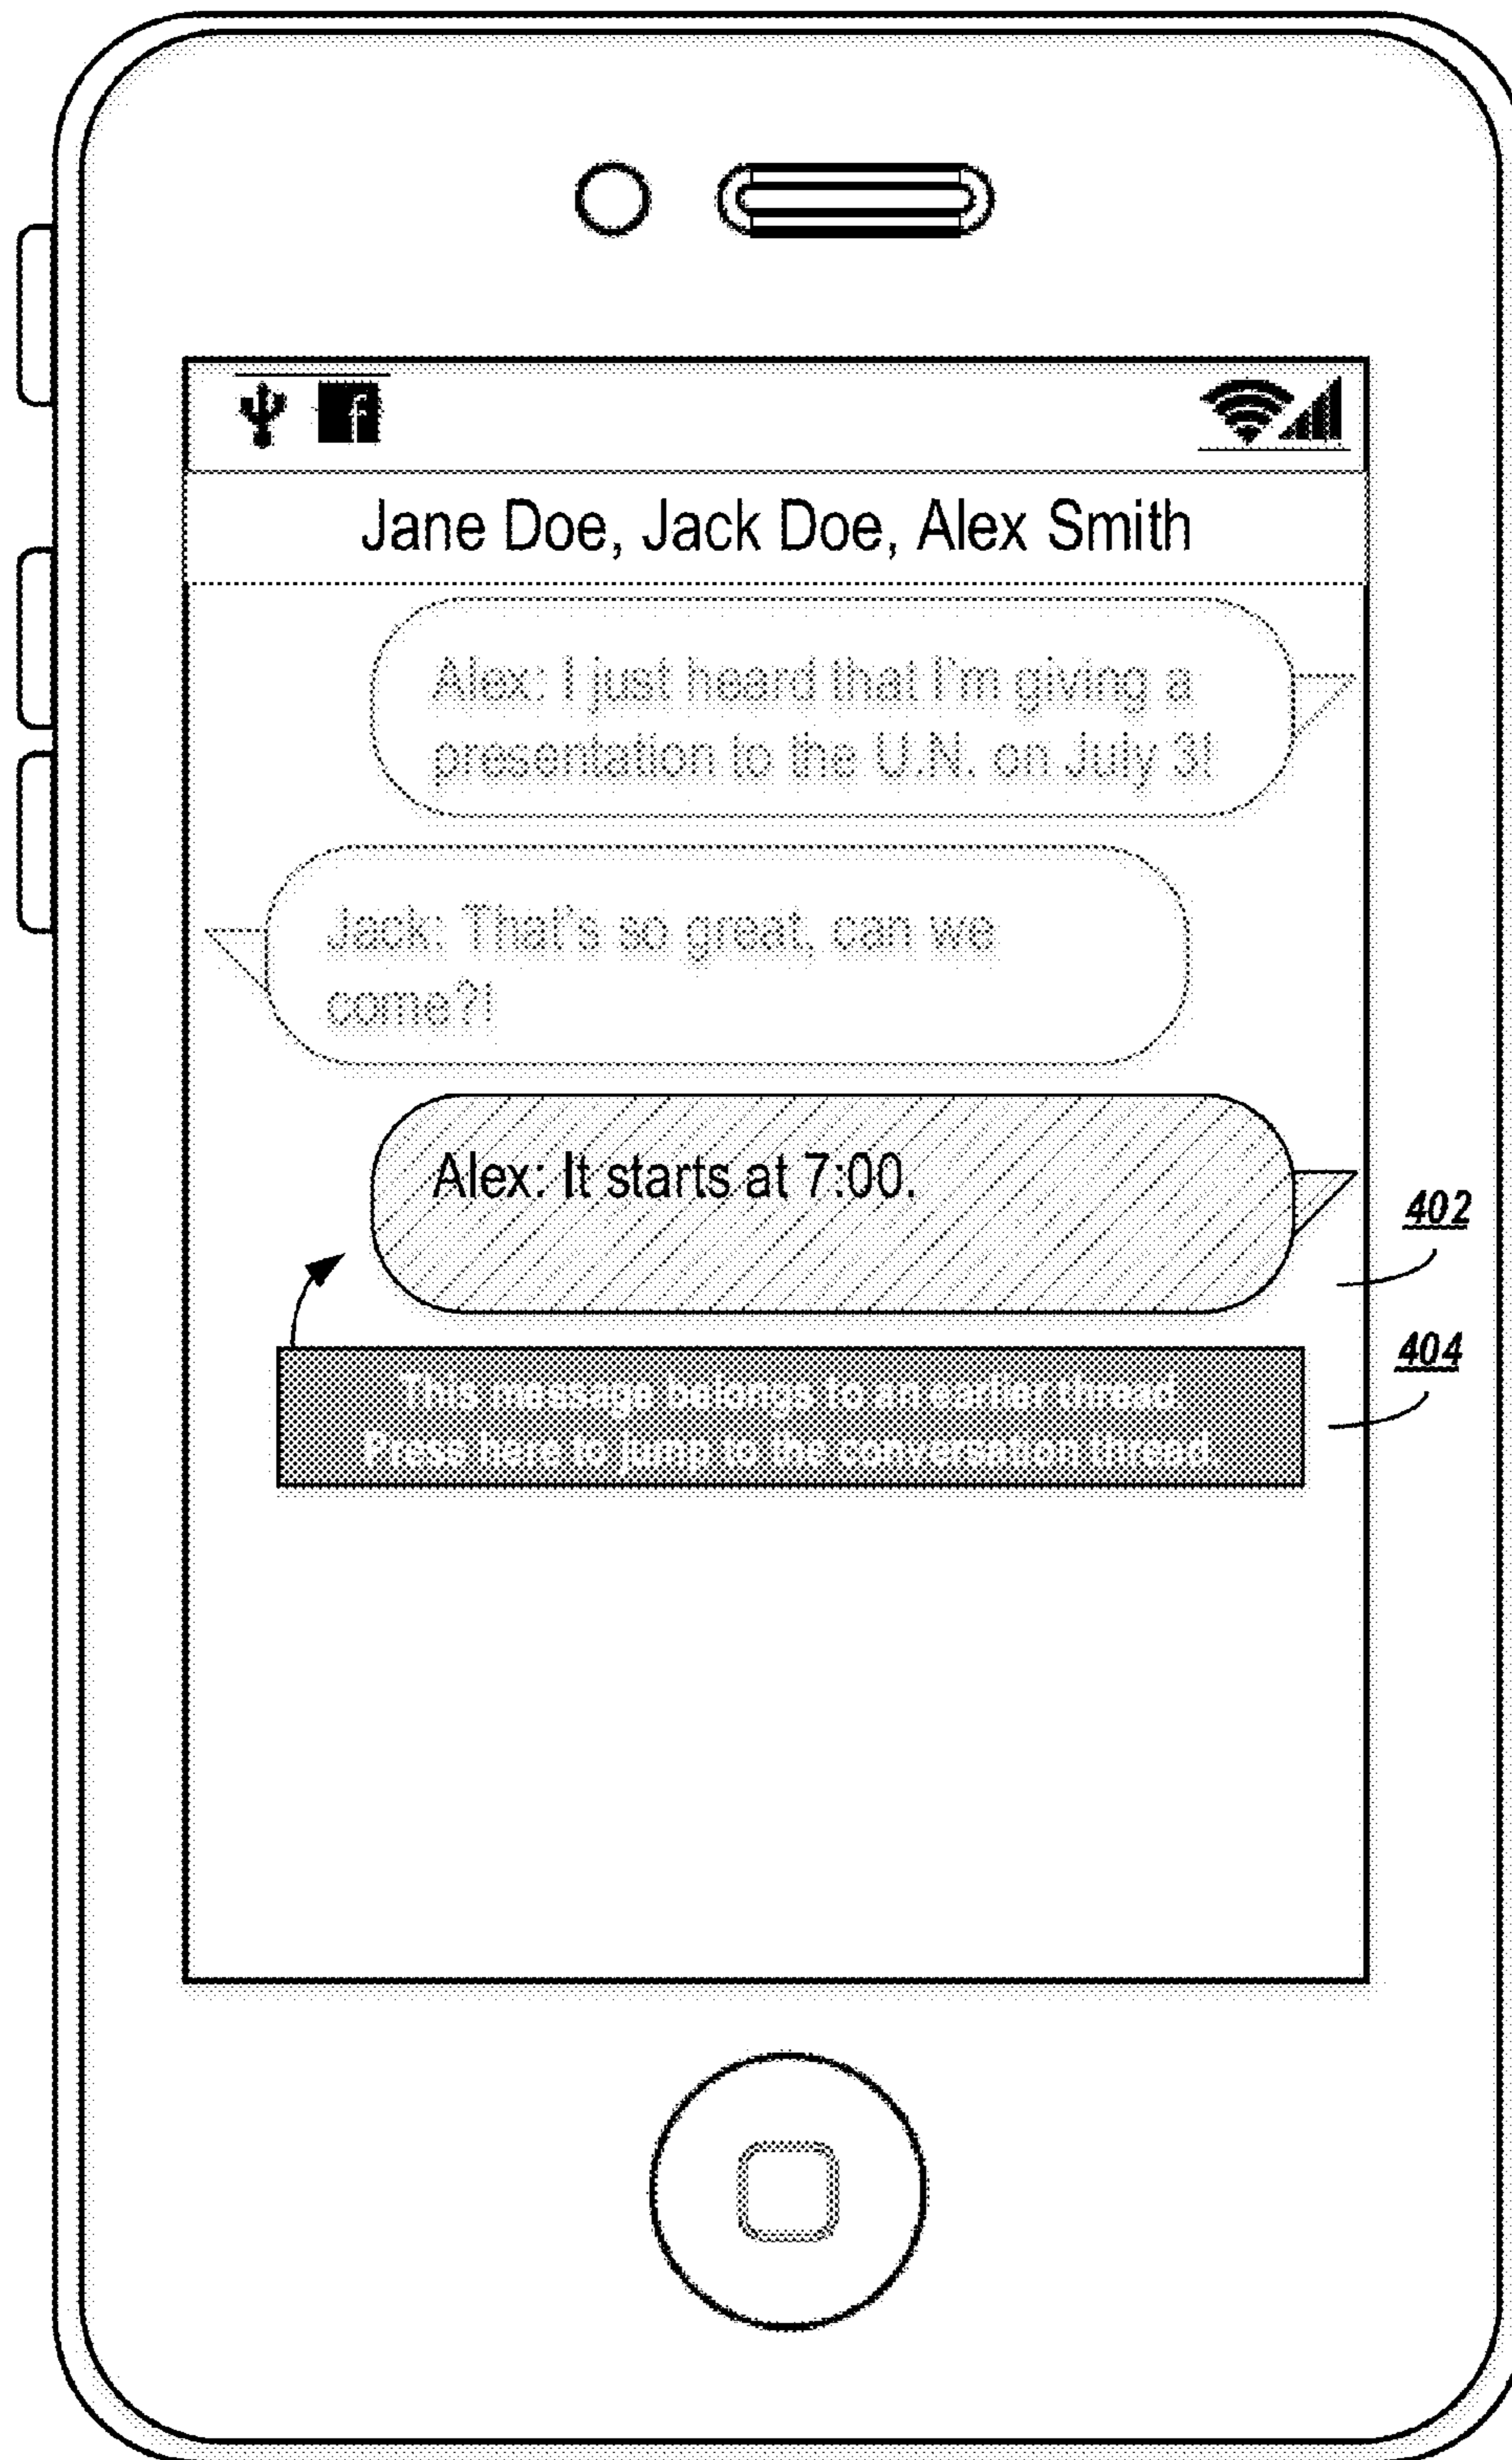 f
Jane Doe, Jack Doe, Alex Smith
Alex: I just heard that I'm giving a
presentation to the U.N. on July 3!
Jack: That's so great, can we
come?!
Alex: It starts at 7:00.
402
404
This message belongs to an earlier thread.
Press here to jump to the conversation thread.